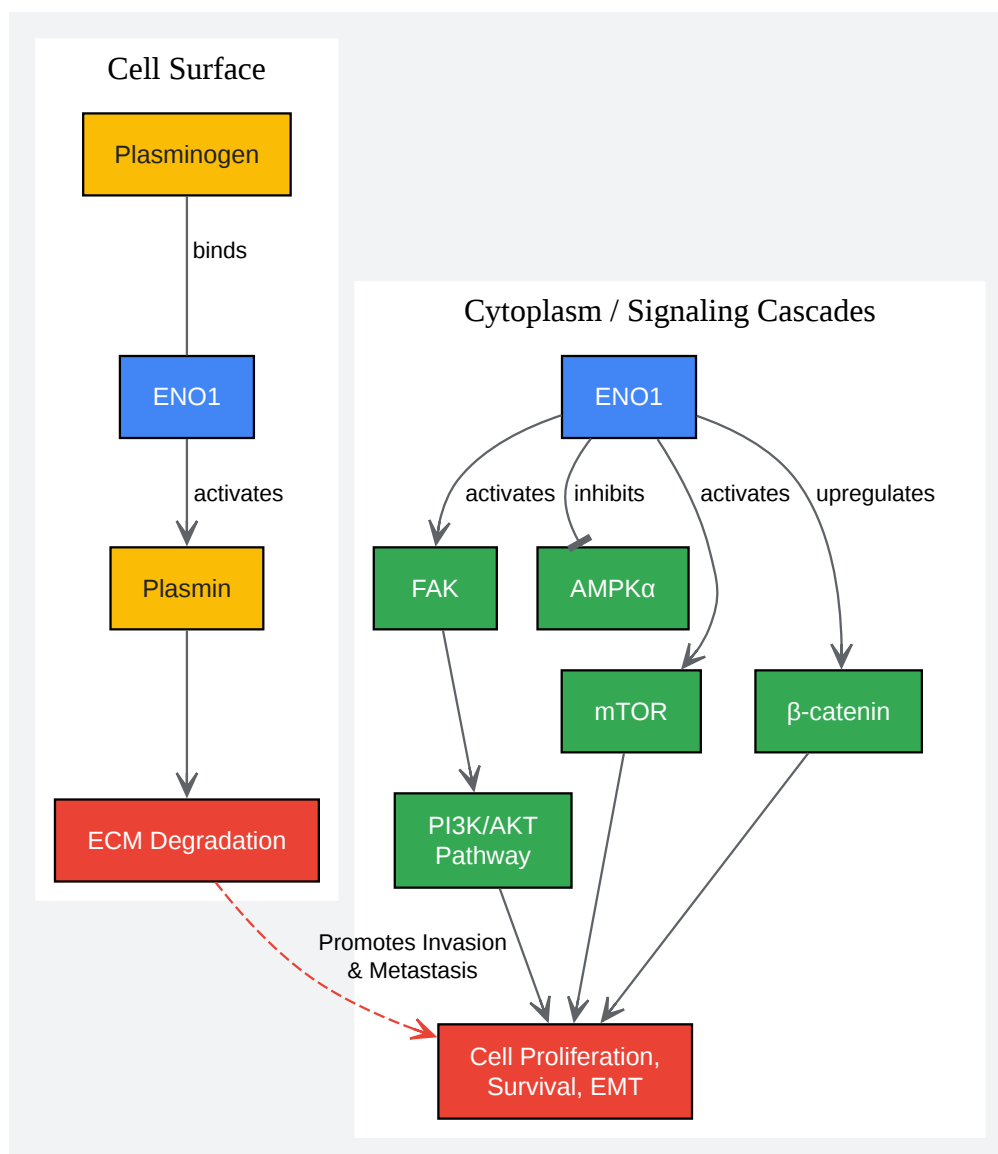 Cell Surface
Plasminogen
binds
ENO1
activates
Plasmin
ECM Degradation
Promotes Invasion
& Metastasis
Cytoplasm / Signaling Cascades
ENO1
activates
inhibits
activates
upregulates
FAK
AMPKα
mTOR
β-catenin
PI3K/AKT
Pathway
Cell Proliferation,
Survival, EMT